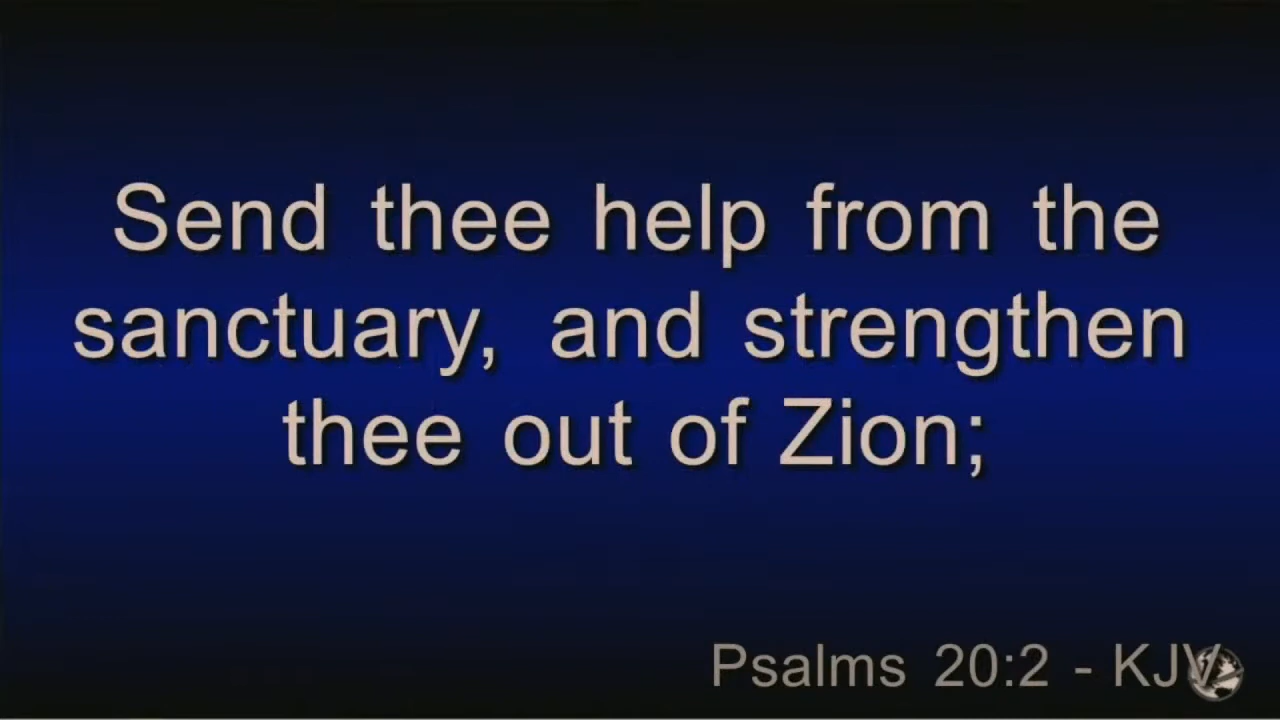 Send thee help from the
sanctuary, and strengthen
thee out of Zion;
Psalms 20:2 - KJV